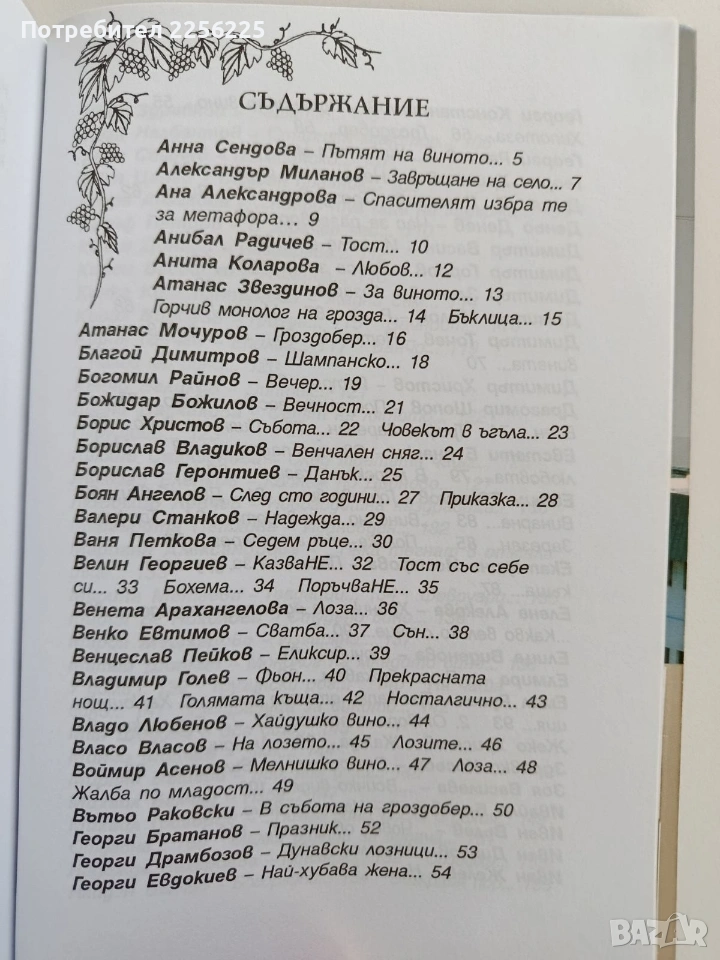 Потребител 2256225
СЪДЪРЖАНИЕ
Анна Сендова – Пътят на виното... 5
Александър Миланов – Завръщане на село... 7
Ана Александрова – Спасителят избра те
за метафора... 9
Анибал Радичев – Тост... 10
Анита Коларова – Любов... 12
Атанас Звездинов – За виното... 13
Горчив монолог на грозда... 14 Бъклица... 15
Атанас Мочуров – Гроздобер... 16
Благой Димитров – Шампанско... 18
Богомил Райнов – Вечер... 19
Божидар Божилов – Вечност... 21
Борис Христов – Събота... 22 Човекът в ъгъла... 23
Борислав Владиков – Венчален сняг... 24
Борислав Геронтиев – Данък... 25
Боян Ангелов – След сто години... 27 Приказка... 28
Валери Станков – Надежда... 29
Ваня Петкова – Седем ръце... 30
Велин Георгиев – КазваНЕ... 32 Тост със себе
си... 33 Бохема... 34 ПоръчваНЕ... 35
Венета Арахангелова – Лоза... 36
Венко Евтимов – Сватба... 37 Сън... 38
Венцеслав Пейков – Еликсир... 39
Владимир Голев – Фьон... 40 Прекрасната
нощ... 41 Голямата къща... 42 Носталгично... 43
Владо Любенов – Хайдушко вино... 44
Власо Власов – На лозето... 45 Лозите... 46
Воймир Асенов – Мелнишко вино... 47 Лоза... 48
Жалба по младост... 49
Вътьо Раковски – В събота на гроздобер... 50
Георги Братанов – Празник... 52
Георги Драмбозов – Дунавски лозници... 53
Георги Евдокиев – Най-хубава жена... 54
BAZAR